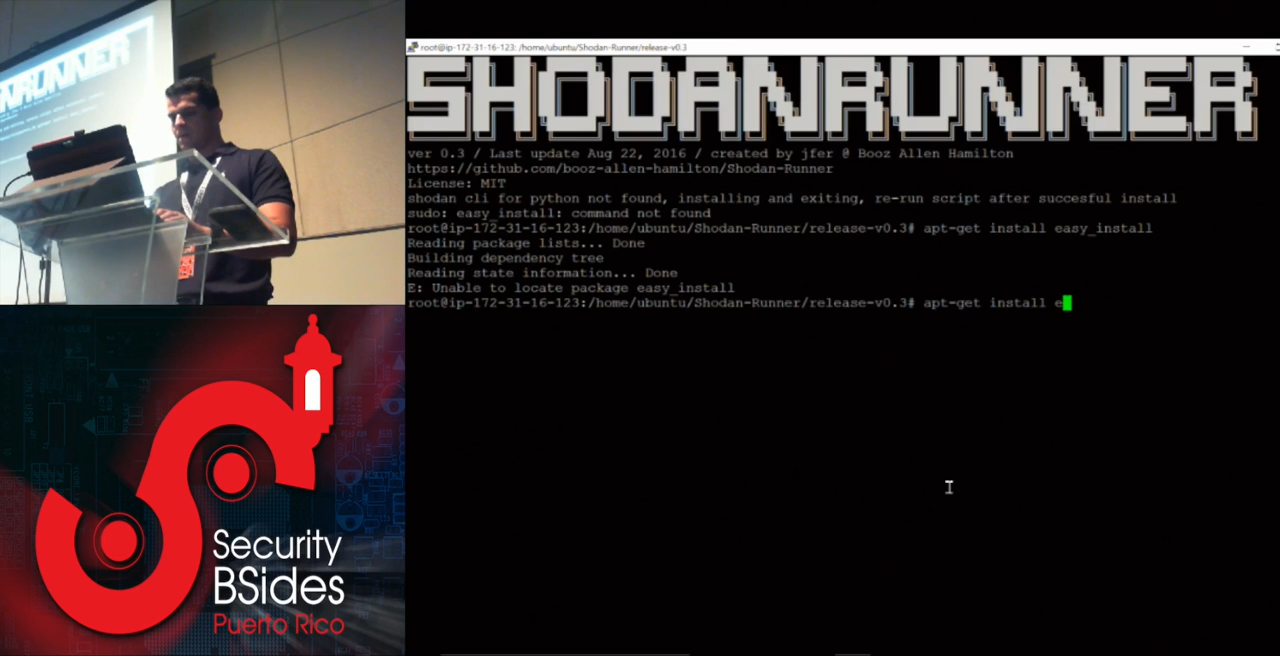 RUNNER
root@ip-172-31-16-123: /home/ubuntu/Shodan-Runner/release-v0.3
SHODANRUNNER
ver 0.3 / Last update Aug 22, 2016 / created by jfer @ Booz Allen Hamilton
https://github.com/booz-allen-hamilton/Shodan-Runner
License: MIT
shodan cli for python not found, installing and exiting, re-run script after succesful install
sudo: easy_install: command not found
root@ip-172-31-16-123:/home/ubuntu/Shodan-Runner/release-v0.3# apt-get install easy_install
Reading package lists... Done
Building dependency tree
Reading state information... Done
E: Unable to locate package easy_install
root@ip-172-31-16-123:/home/ubuntu/Shodan-Runner/release-v0.3# apt-get install e
Security
BSides
Puerto Rico